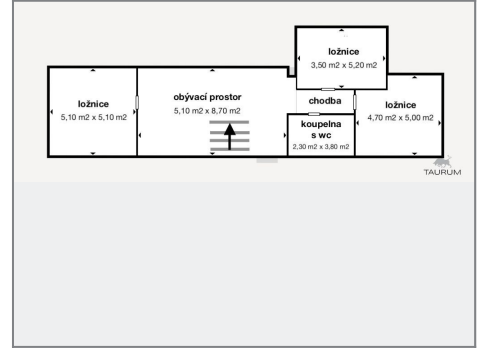 ložnice
3,50 m2 x 5,20 m2
ložnice
5,10 m2 x 5,10 m2
obývací prostor
5,10 m2 x 8,70 m2
chodba
ložnice
4,70 m2 x 5,00 m2
koupelna
s wc
2,30 m2 x 3,80 m2
TAURUM